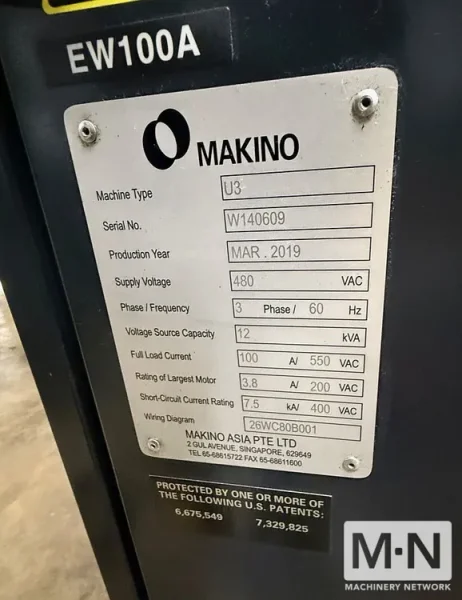 EW100A
MAKINO
Machine Type U3
Serial No. W140609
Production Year MAR . 2019
Supply Voltage 480 VAC
Phase / Frequency 3 Phase / 60 Hz
Voltage Source Capacity 12 kVA
Full Load Current 100 A/ 550 VAC
Rating of Largest Motor 3.8 A/ 200 VAC
Short-Circuit Current Rating 7.5 kA/ 400 VAC
Wiring Diagram 26WC80B001
MAKINO ASIA PTE LTD
2 GUL AVENUE, SINGAPORE, 629649
TEL 65-68615722 FAX 65-68611600
PROTECTED BY ONE OR MORE OF
THE FOLLOWING U.S. PATENTS:
6,675,549 7,329,825
M·N
MACHINERY NETWORK